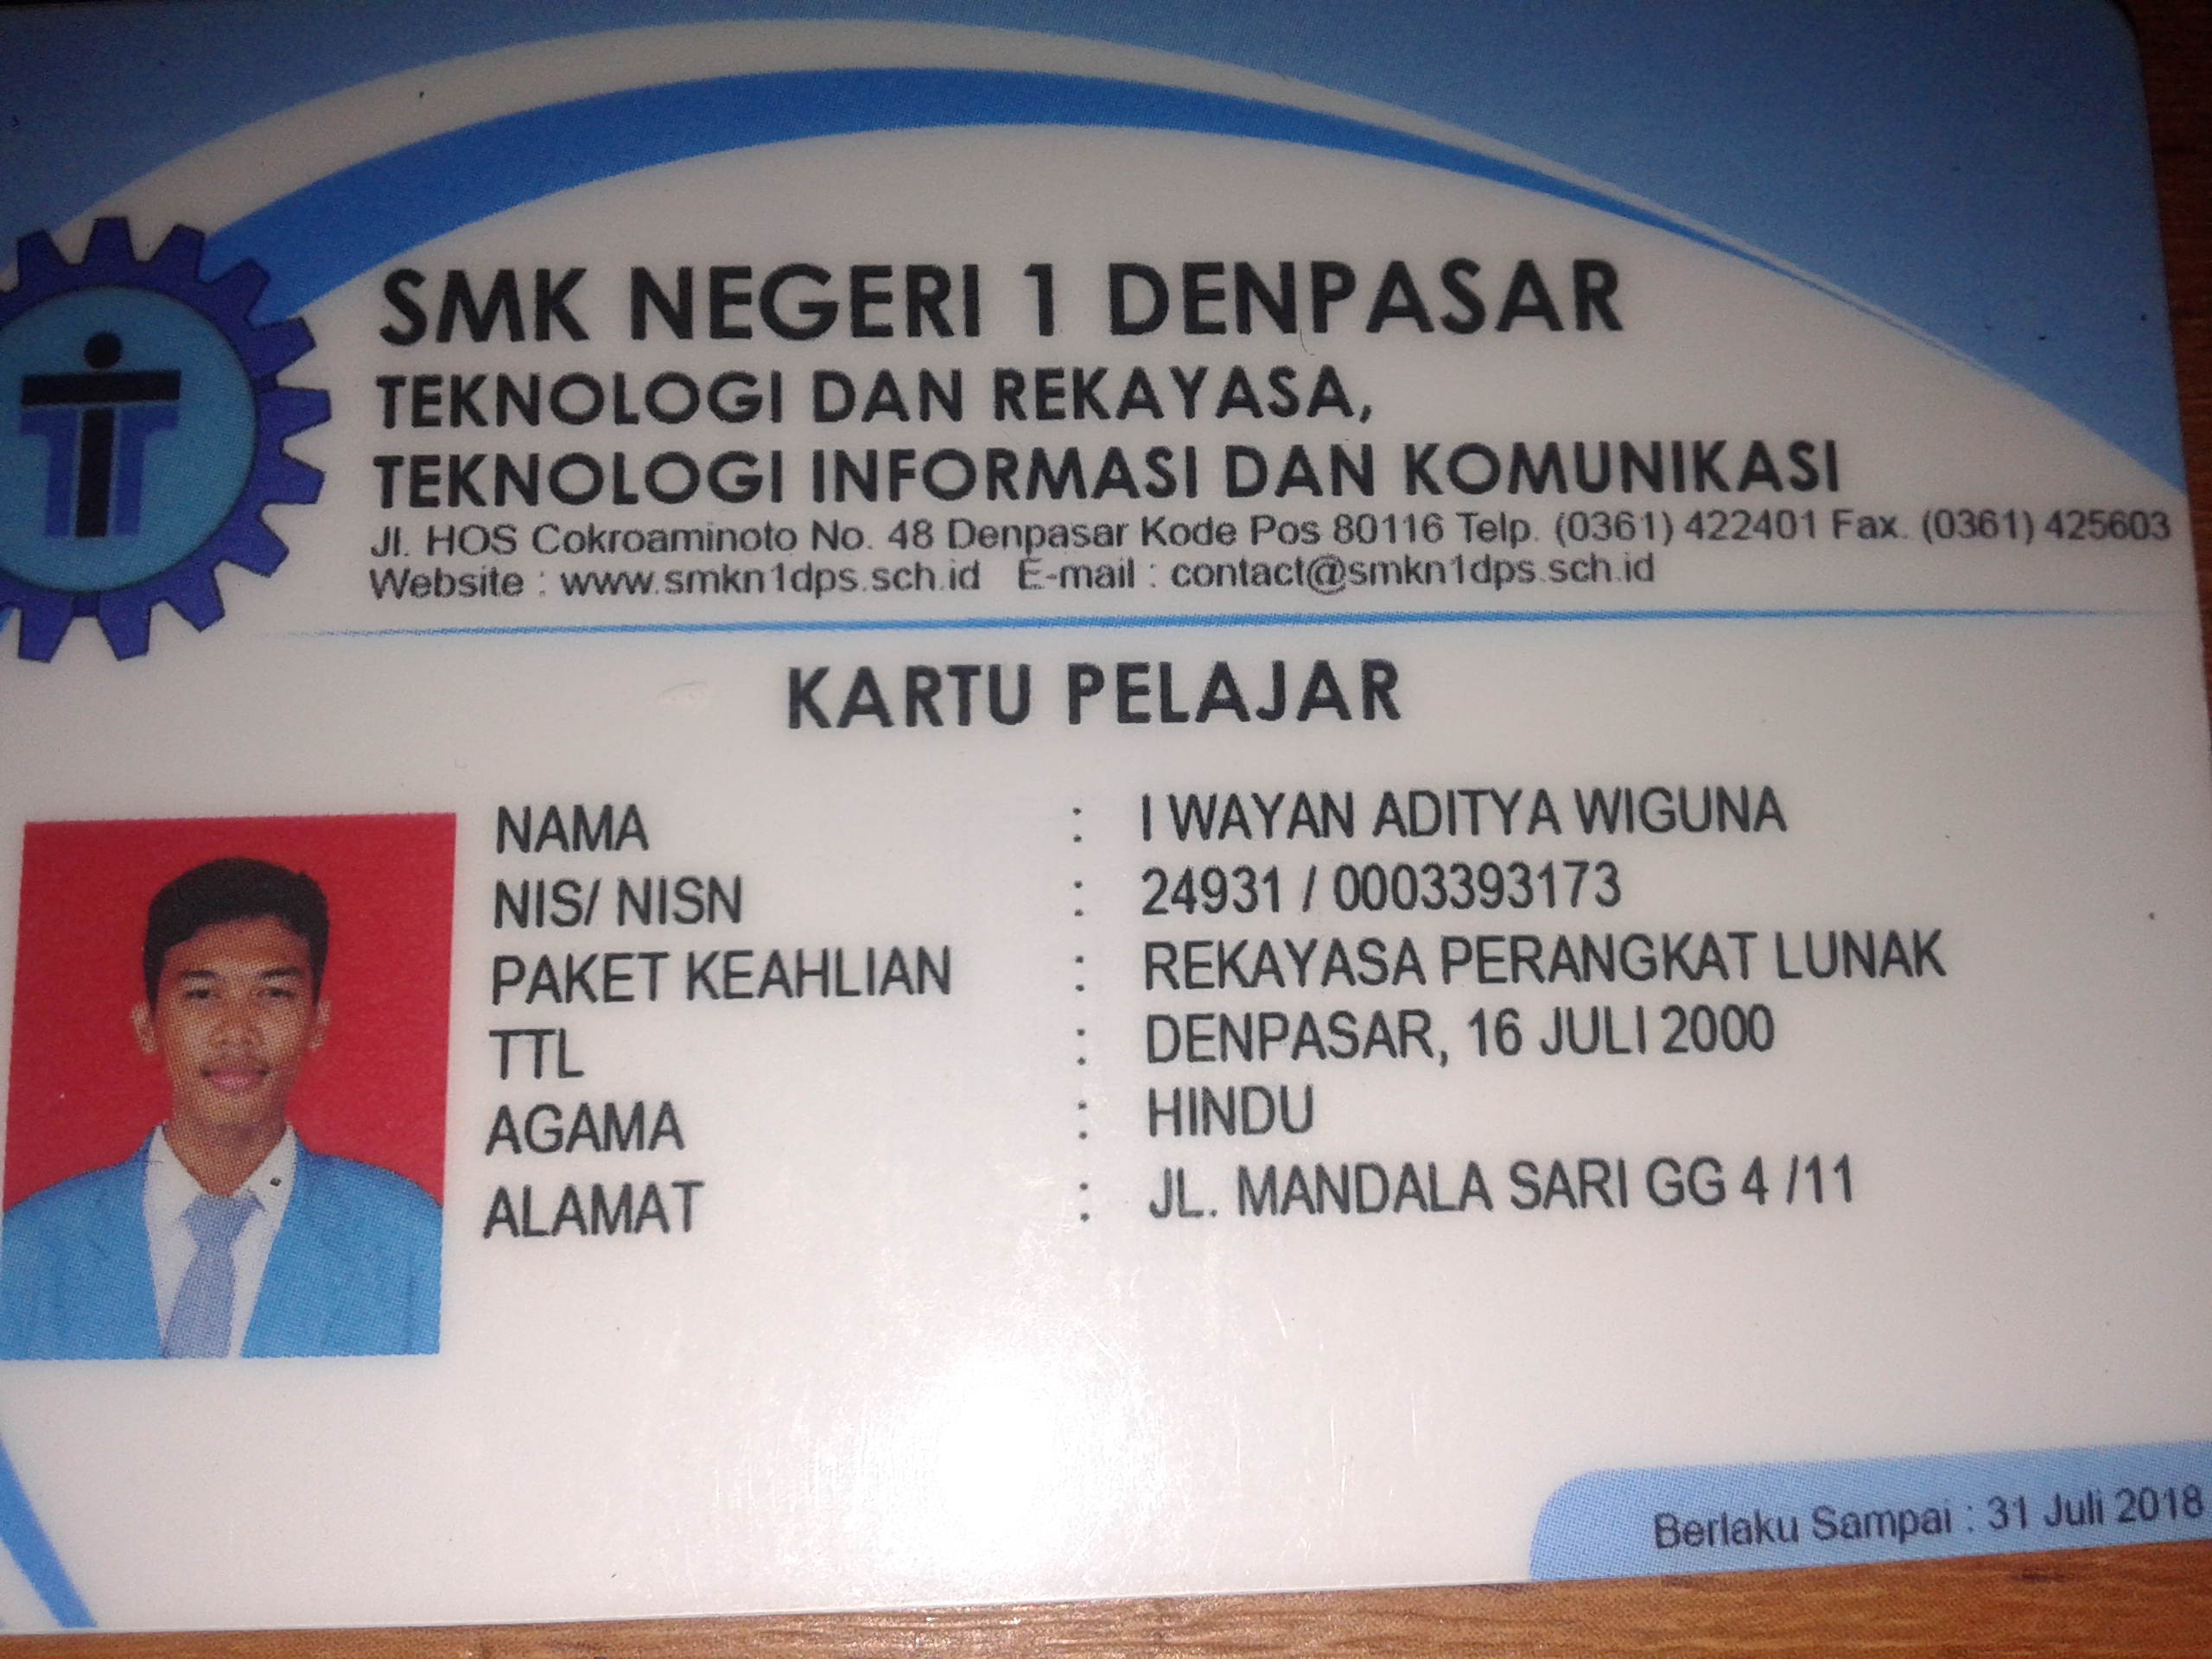 SMK NEGERI 1 DENPASAR
TEKNOLOGI DAN REKAYASA,
TEKNOLOGI INFORMASI DAN KOMUNIKASI
Jl. HOS Cokroaminoto No. 48 Denpasar Kode Pos 80116 Telp. (0361) 422401 Fax. (0361) 425603
Website : www.smkn1dps.sch.id E-mail : contact@smkn1dps.sch.id
KARTU PELAJAR
NAMA : I WAYAN ADITYA WIGUNA
NIS/ NISN : 24931 / 0003393173
PAKET KEAHLIAN : REKAYASA PERANGKAT LUNAK
TTL : DENPASAR, 16 JULI 2000
AGAMA : HINDU
ALAMAT : JL. MANDALA SARI GG 4 /11
Berlaku Sampai : 31 Juli 2018